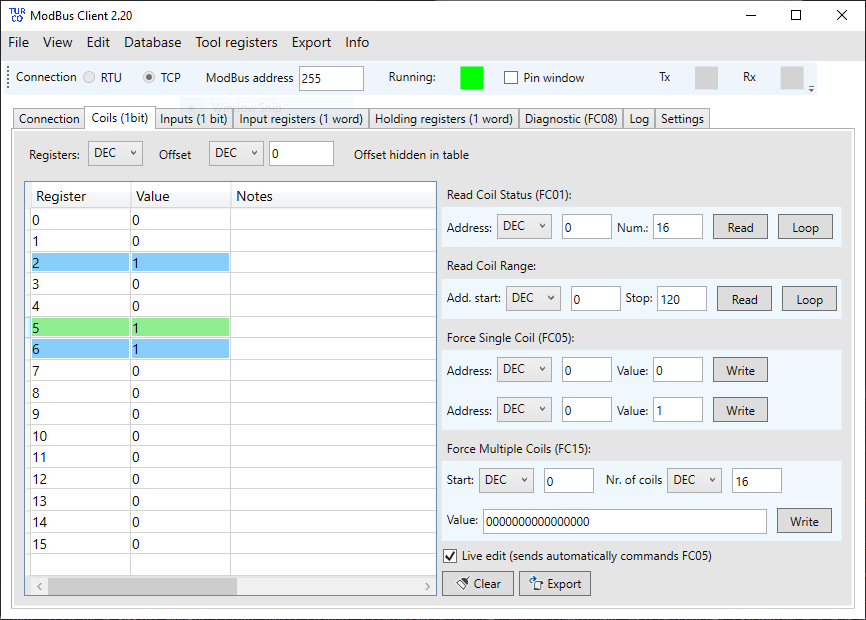 TUR
CO
ModBus Client 2.20
File View Edit Database Tool registers Export Info
Connection RTU TCP ModBus address 255 Running: Pin window Tx Rx
Window Snip
Connection Coils (1bit) Inputs (1 bit) Input registers (1 word) Holding registers (1 word) Diagnostic (FC08) Log Settings
Registers: DEC Offset DEC 0 Offset hidden in table
Register Value Notes
0 0
1 0
2 1
3 0
4 0
5 1
6 1
7 0
8 0
9 0
10 0
11 0
12 0
13 0
14 0
15 0
Read Coil Status (FC01):
Address: DEC 0 Num.: 16 Read Loop
Read Coil Range:
Add. start: DEC 0 Stop: 120 Read Loop
Force Single Coil (FC05):
Address: DEC 0 Value: 0 Write
Address: DEC 0 Value: 1 Write
Force Multiple Coils (FC15):
Start: DEC 0 Nr. of coils DEC 16
Value: 0000000000000000 Write
Live edit (sends automatically commands FC05)
Clear Export